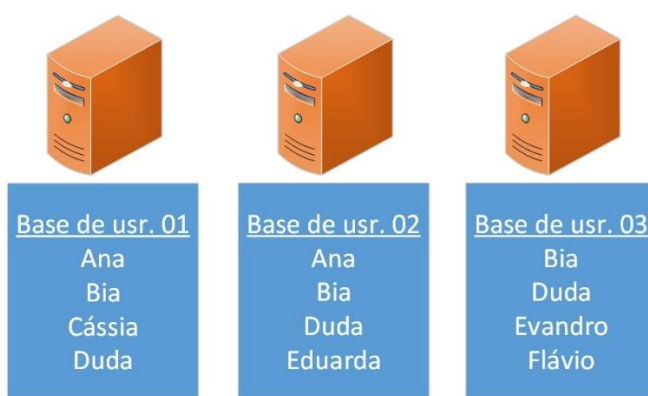 Base de usr. 01
Ana
Bia
Cássia
Duda
Base de usr. 02
Ana
Bia
Duda
Eduarda
Base de usr. 03
Bia
Duda
Evandro
Flávio